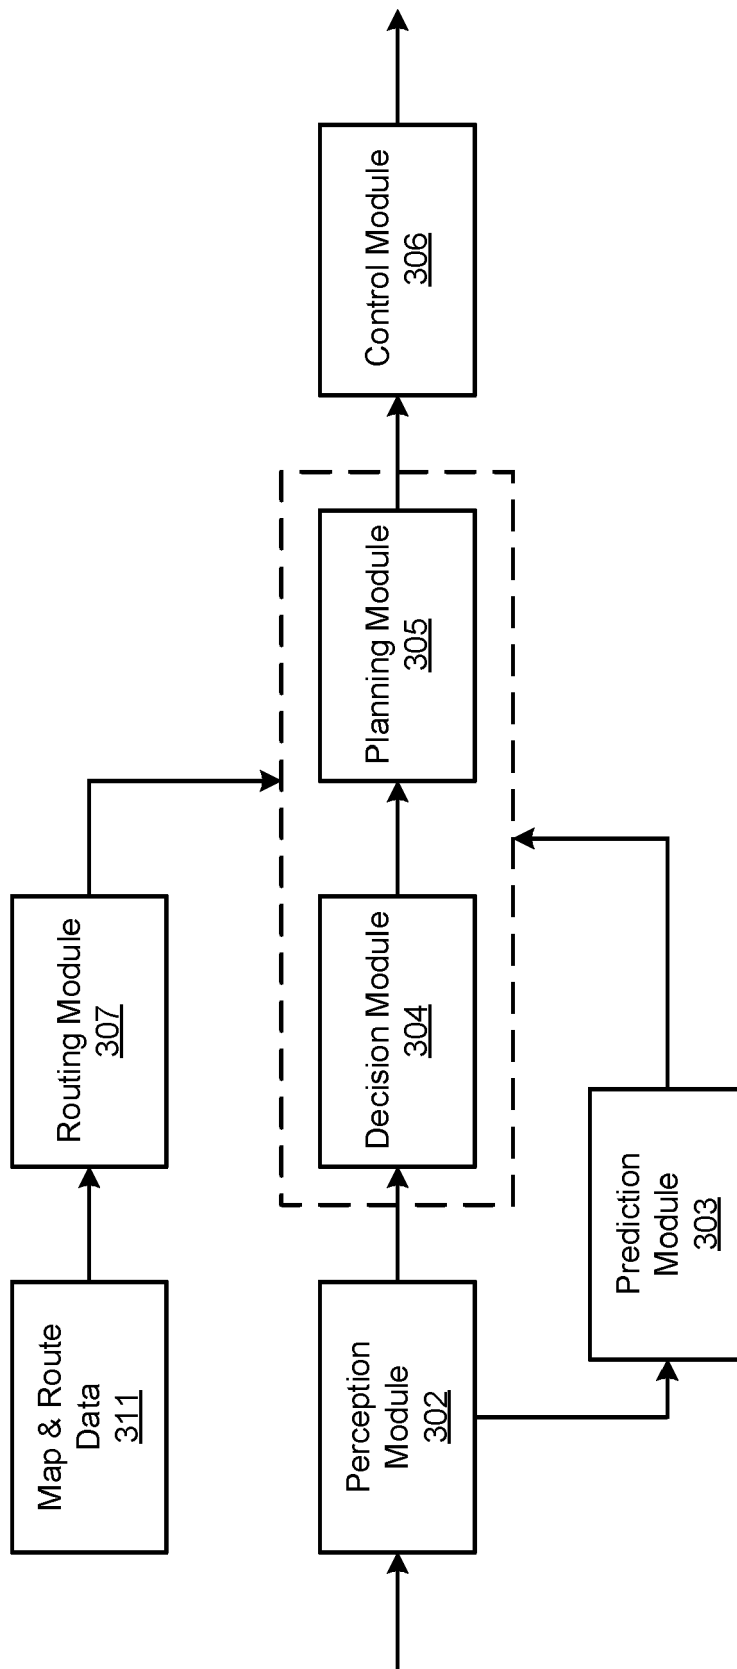 Map & Route
Data
311
Routing Module
307
Perception
Module
302
Decision Module
304
Planning Module
305
Control Module
306
Prediction
Module
303